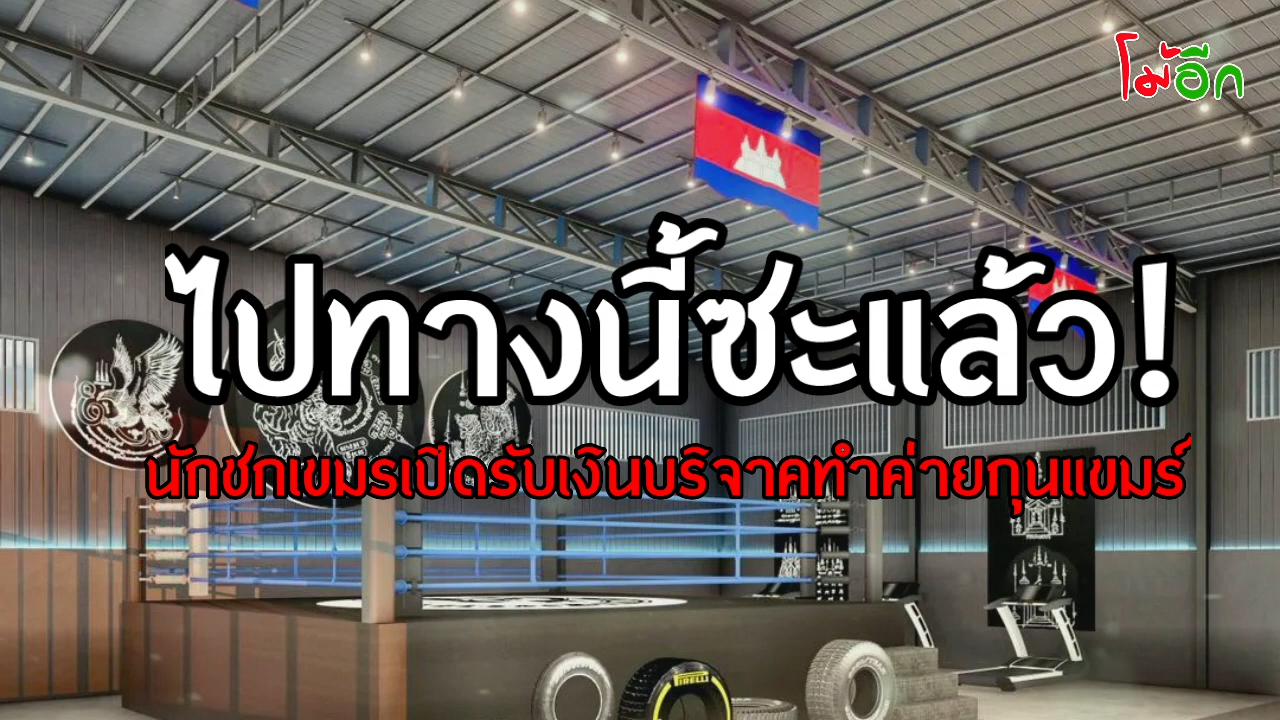 โม้อีก
ไปทางนี้ซะแล้ว!
นักชกเขมรเปิดรับเงินบริจาคทำค่ายกุนแขมร์
PIRELLI